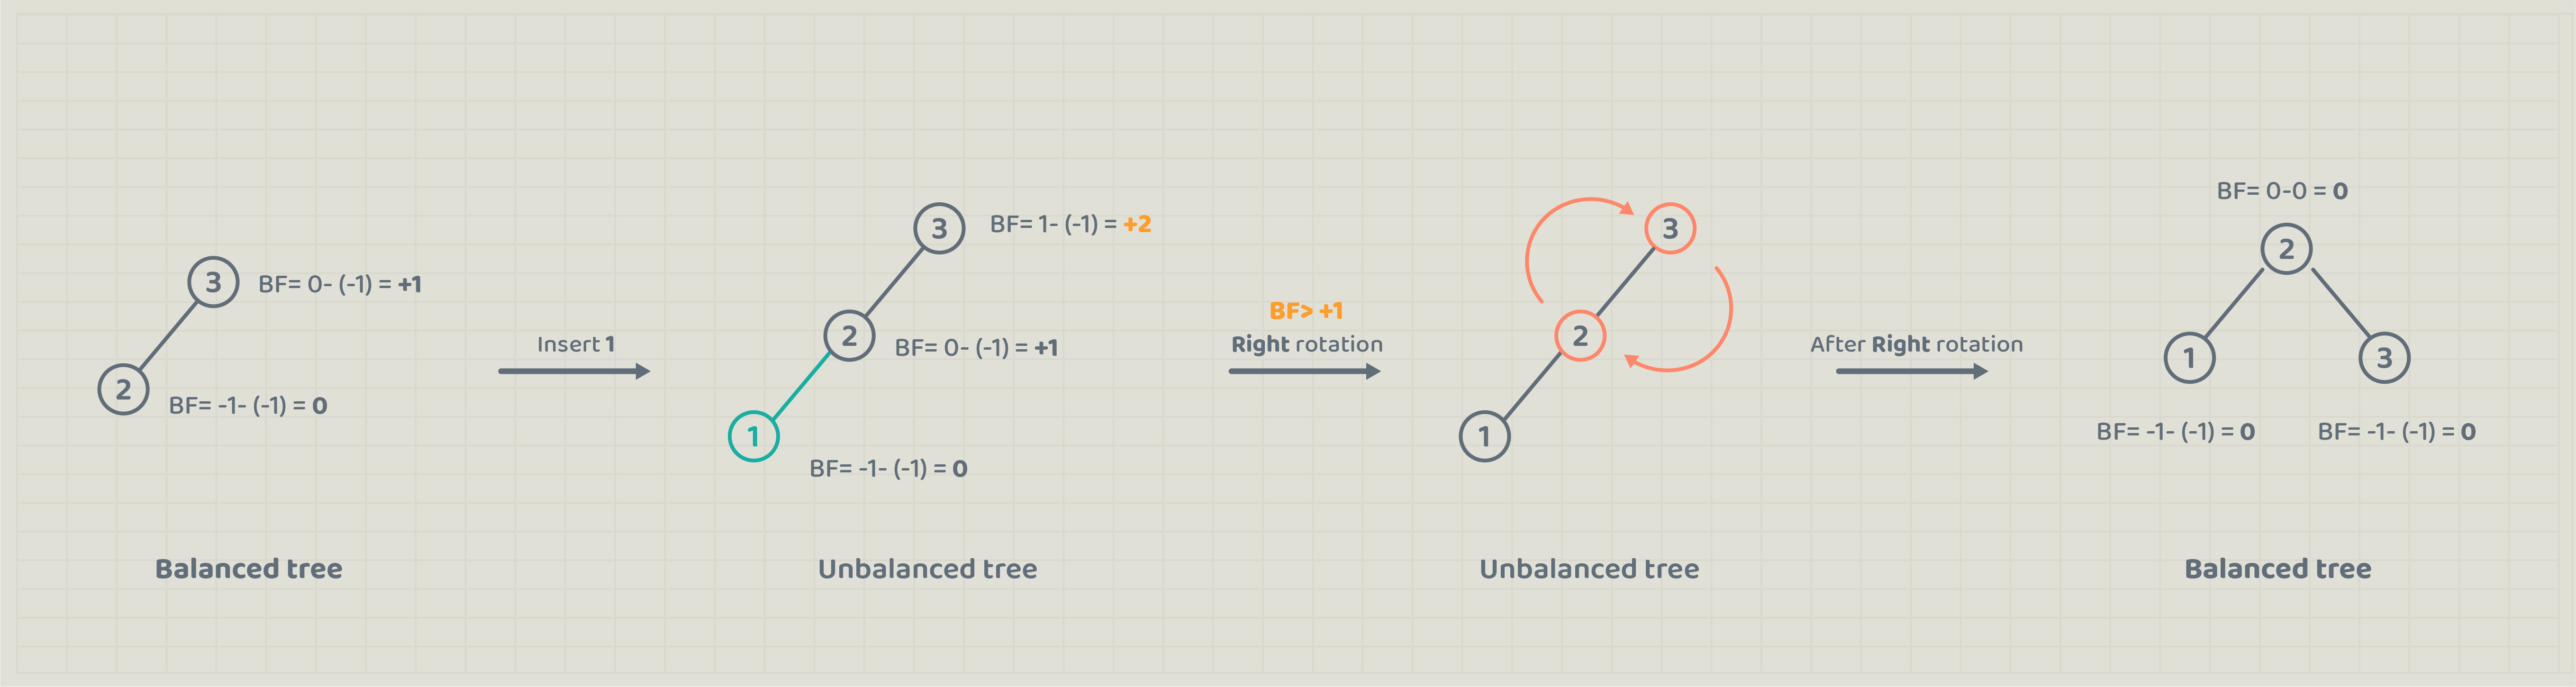 3
BF= 0- (-1) = +1
2
BF= -1- (-1) = 0
Balanced tree
Insert 1
3
BF= 1- (-1) = +2
2
BF= 0- (-1) = +1
1
BF= -1- (-1) = 0
Unbalanced tree
BF> +1
Right rotation
3
2
1
Unbalanced tree
After Right rotation
BF= 0-0 = 0
2
1
3
BF= -1- (-1) = 0
BF= -1- (-1) = 0
Balanced tree